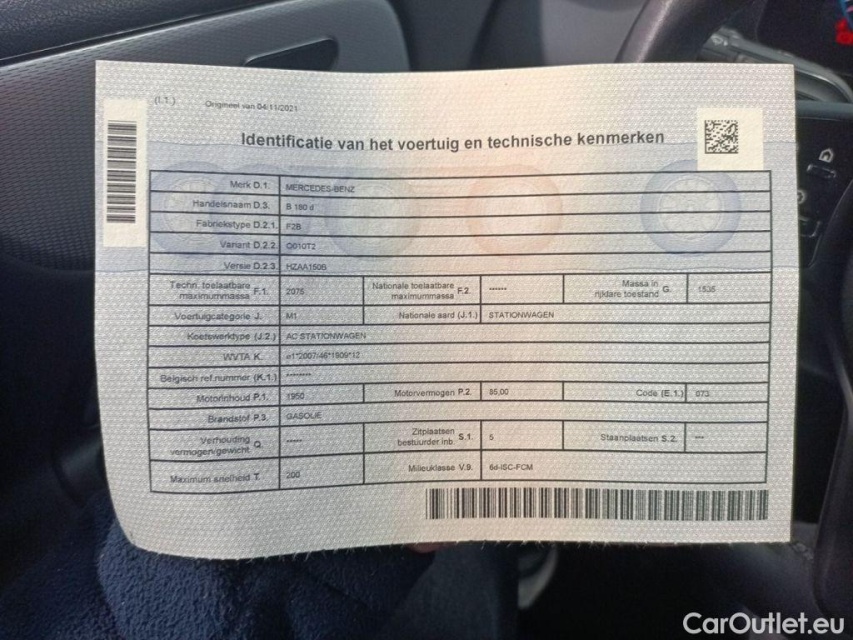 (I.1.) Origineel van 04/11/2021
Identificatie van het voertuig en technische kenmerken
Merk D.1. MERCEDES-BENZ
Handelsnaam D.3. B 180 d
Fabriekstype D.2.1. F2B
Variant D.2.2. O010T2
Versie D.2.3. HZAA150B
Techn. toelaatbare maximummassa F.1. 2075 Nationale toelaatbare maximummassa F.2. ------ Massa in rijklare toestand G. 1535
Voertuigcategorie J. M1 Nationale aard (J.1.) STATIONWAGEN
Koetswerktype (J.2.) AC STATIONWAGEN
WVTA K. e1*2007/46*1909*12
Belgisch ref.nummer (K.1.) --------
Motorinhoud P.1. 1950 Motorvermogen P.2. 85,00 Code (E.1.) 073
Brandstof P.3. GASOLIE
Verhouding vermogen/gewicht Q. ----- Zitplaatsen bestuurder inb. S.1. 5 Staanplaatsen S.2. ---
Maximum snelheid T. 200 Milieuklasse V.9. 6d-ISC-FCM
CarOutlet.eu